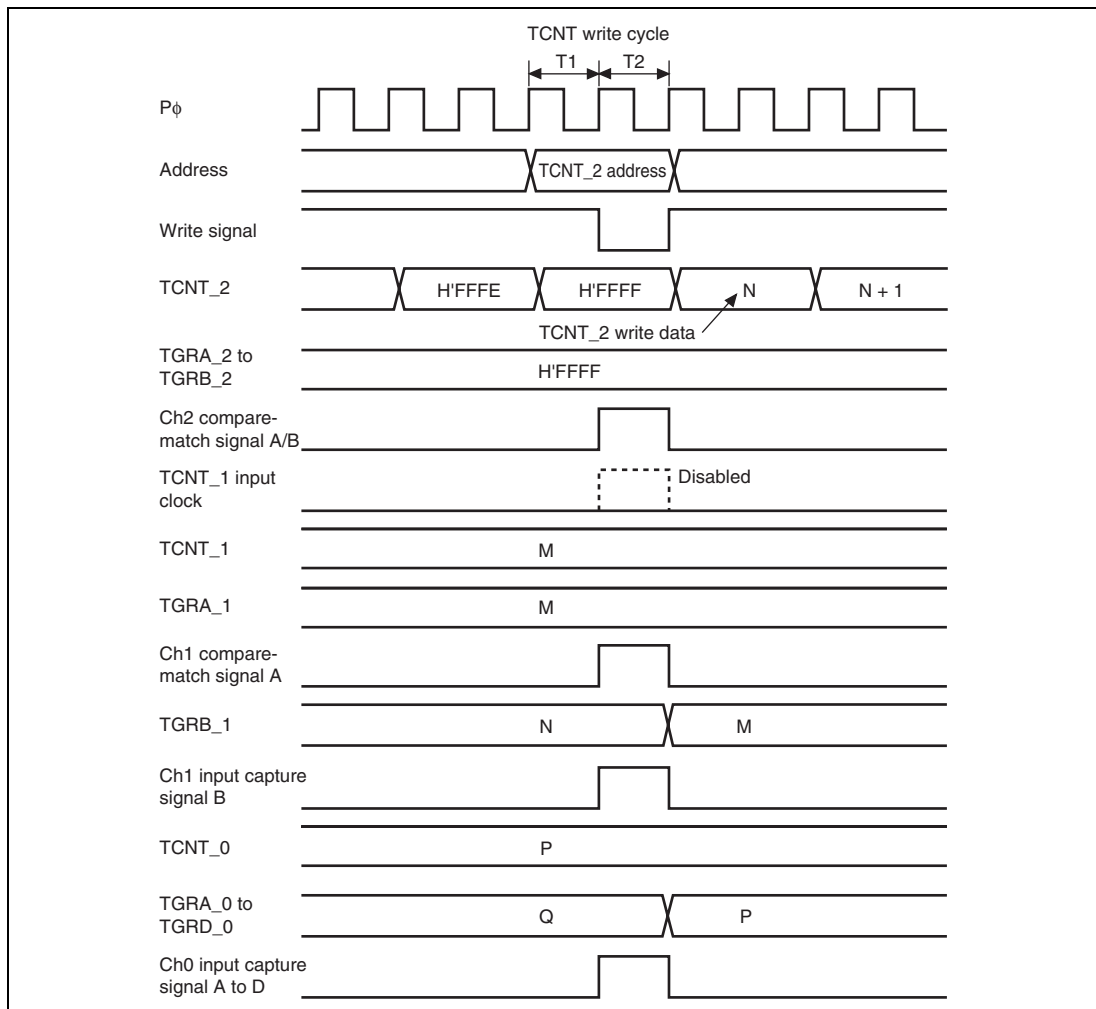 TCNT write cycle
T1 T2
Pϕ
Address
TCNT_2 address
Write signal
TCNT_2
H'FFFE H'FFFF N N + 1
TCNT_2 write data
TGRA_2 to
TGRB_2
H'FFFF
Ch2 compare-
match signal A/B
TCNT_1 input
clock
Disabled
TCNT_1
M
TGRA_1
M
Ch1 compare-
match signal A
TGRB_1
N M
Ch1 input capture
signal B
TCNT_0
P
TGRA_0 to
TGRD_0
Q P
Ch0 input capture
signal A to D